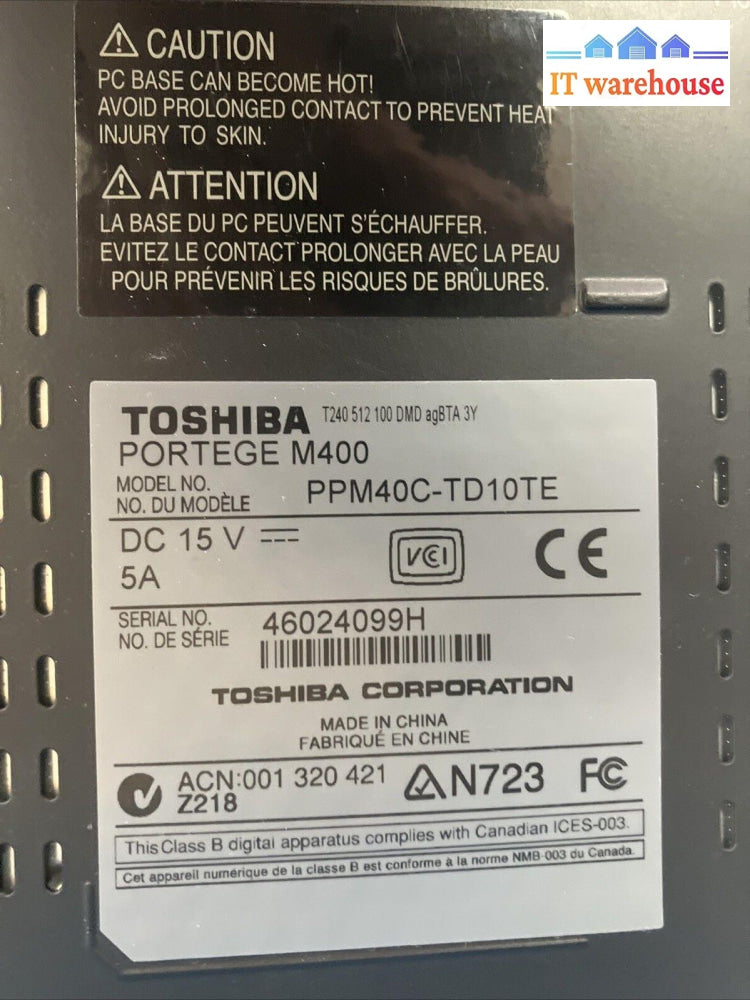 IT warehouse
⚠ CAUTION
PC BASE CAN BECOME HOT!
AVOID PROLONGED CONTACT TO PREVENT HEAT
INJURY TO SKIN.
⚠ ATTENTION
LA BASE DU PC PEUVENT S'ÉCHAUFFER.
EVITEZ LE CONTACT PROLONGER AVEC LA PEAU
POUR PRÉVENIR LES RISQUES DE BRÛLURES.
TOSHIBA T240 512 100 DMD agBTA 3Y
PORTEGE M400
MODEL NO.
NO. DU MODÈLE PPM40C-TD10TE
DC 15 V
5A
VCI CE
SERIAL NO.
NO. DE SÉRIE 46024099H
TOSHIBA CORPORATION
MADE IN CHINA
FABRIQUÉ EN CHINE
ACN:001 320 421 N723 FC
Z218
This Class B digital apparatus complies with Canadian ICES-003.
Cet appareil numérique de la classe B est conforme à la norme NMB-003 du Canada.